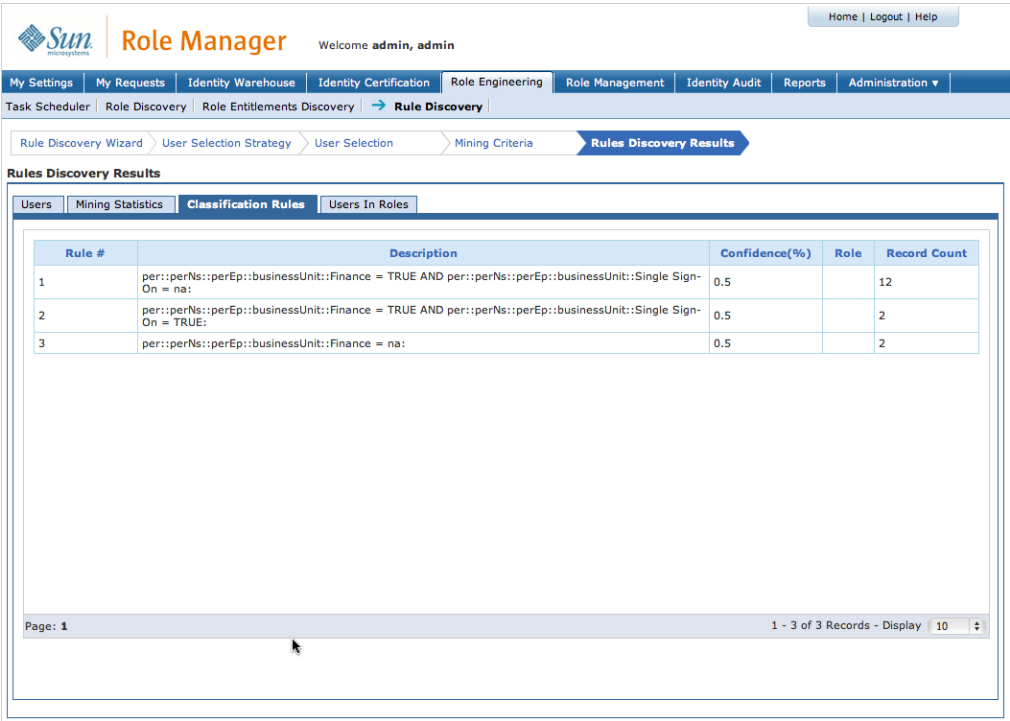 Home | Logout | Help
Sun
microsystems
Role Manager
Welcome admin, admin
My Settings My Requests Identity Warehouse Identity Certification Role Engineering Role Management Identity Audit Reports Administration ▼
Task Scheduler Role Discovery Role Entitlements Discovery → Rule Discovery
Rule Discovery Wizard User Selection Strategy User Selection Mining Criteria Rules Discovery Results
Rules Discovery Results
Users Mining Statistics Classification Rules Users In Roles
Rule # Description Confidence(%) Role Record Count
1 per::perNs::perEp::businessUnit::Finance = TRUE AND per::perNs::perEp::businessUnit::Single Sign-
On = na: 0.5 12
2 per::perNs::perEp::businessUnit::Finance = TRUE AND per::perNs::perEp::businessUnit::Single Sign-
On = TRUE: 0.5 2
3 per::perNs::perEp::businessUnit::Finance = na: 0.5 2
Page: 1 1 - 3 of 3 Records - Display 10